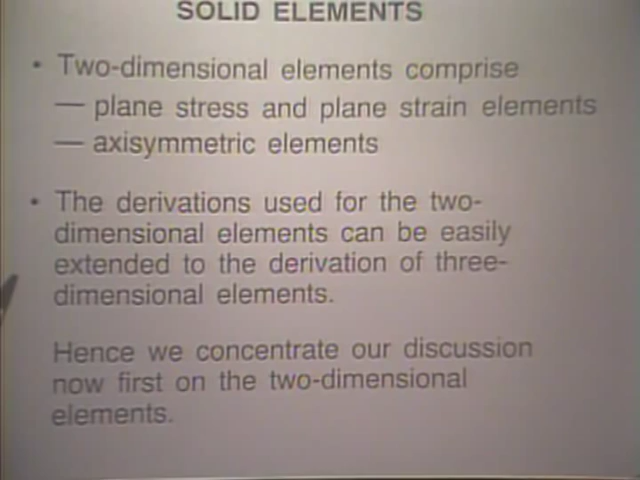 SOLID ELEMENTS
• Two-dimensional elements comprise
— plane stress and plane strain elements
— axisymmetric elements
• The derivations used for the two-
dimensional elements can be easily
extended to the derivation of three-
dimensional elements.
Hence we concentrate our discussion
now first on the two-dimensional
elements.